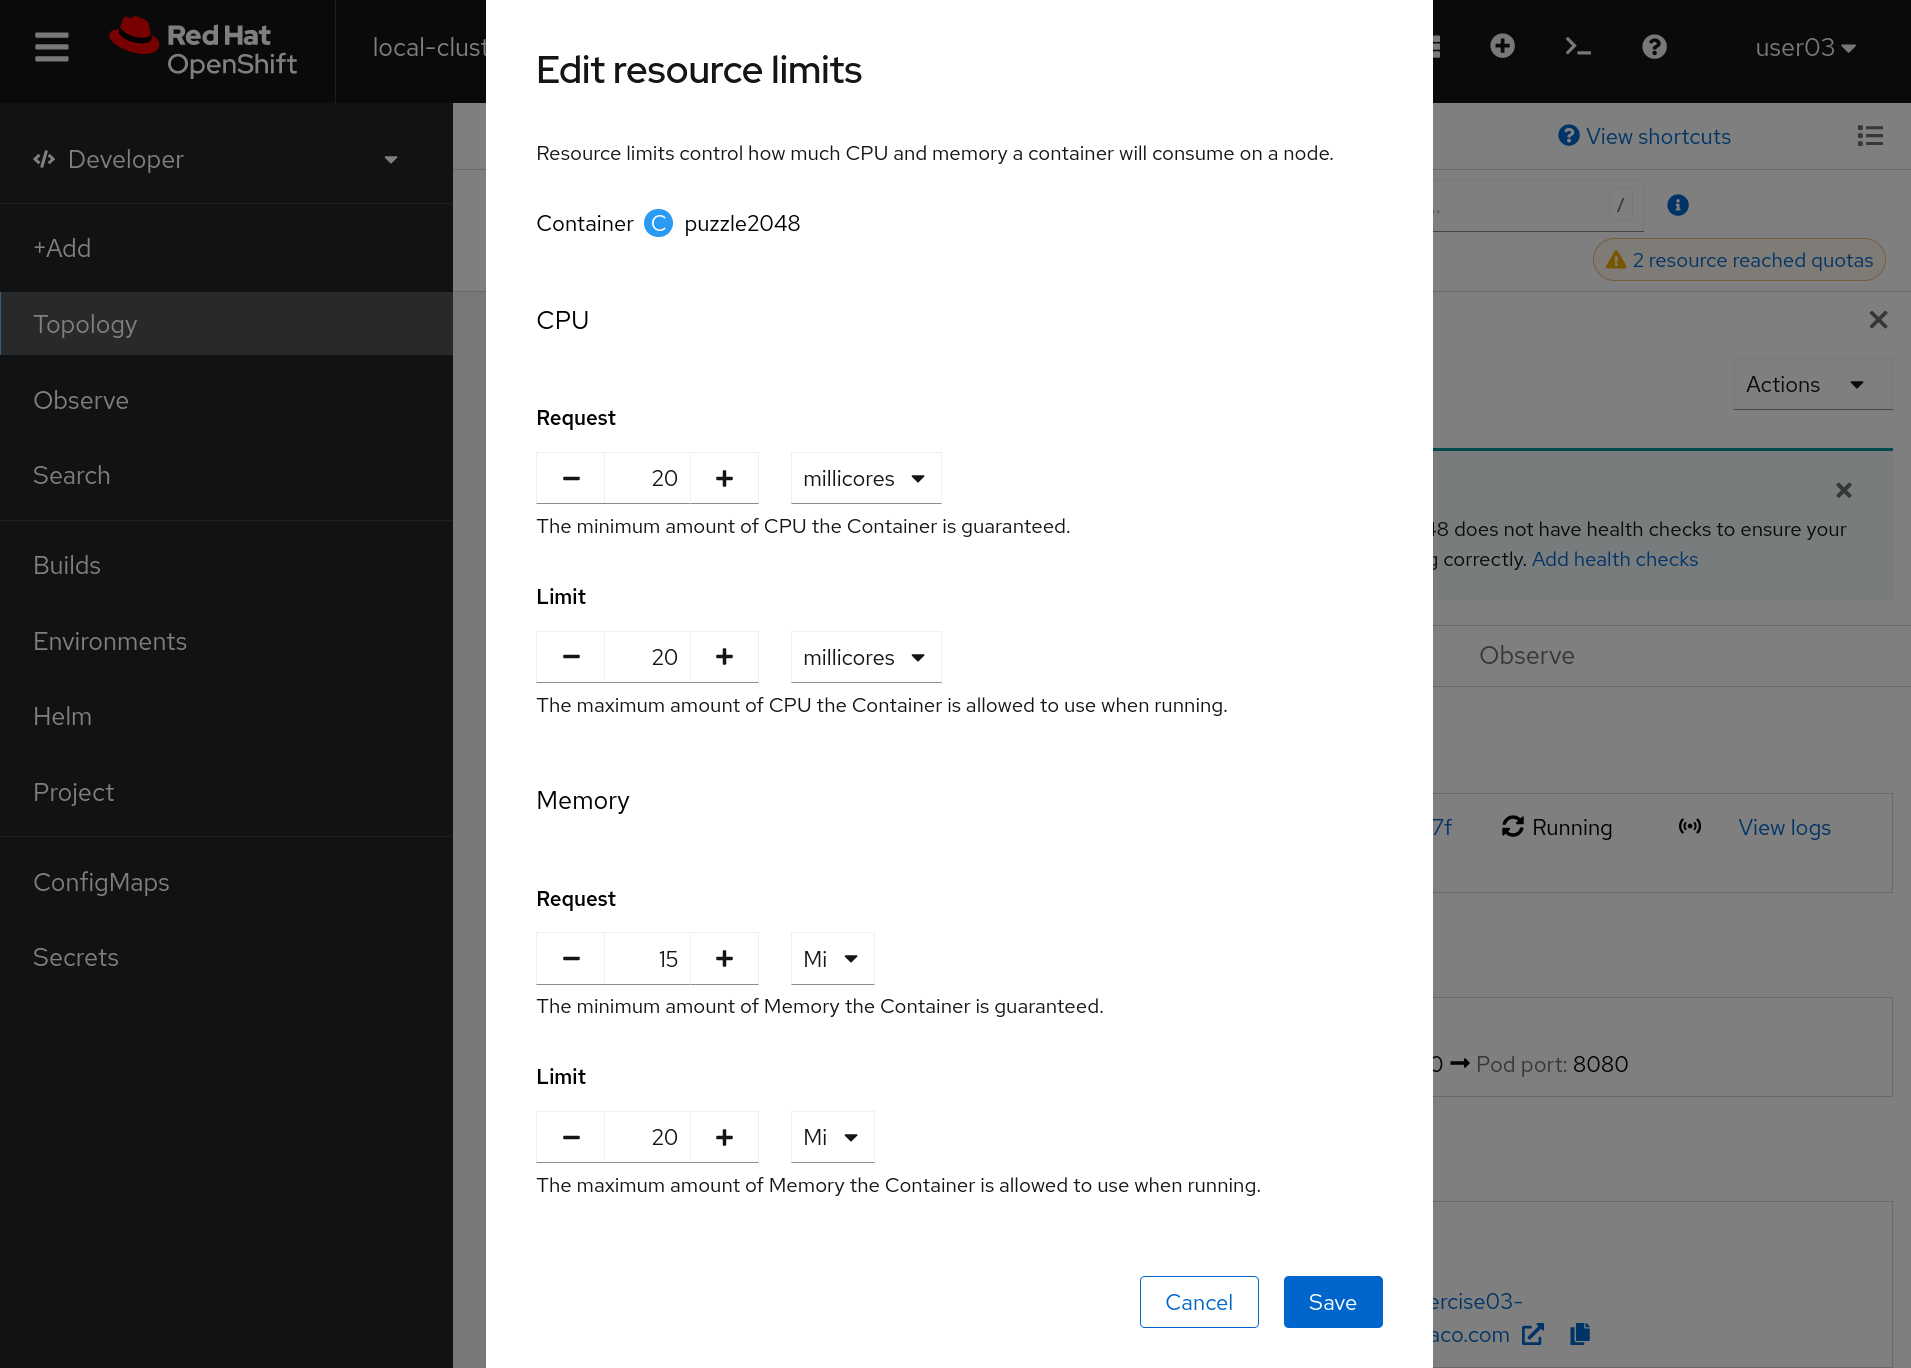 Red Hat
OpenShift
local-clust
user03
Developer
+Add
Topology
Observe
Search
Builds
Environments
Helm
Project
ConfigMaps
Secrets
Edit resource limits
Resource limits control how much CPU and memory a container will consume on a node.
Container C puzzle2048
CPU
Request
20 millicores
The minimum amount of CPU the Container is guaranteed.
Limit
20 millicores
The maximum amount of CPU the Container is allowed to use when running.
Memory
Request
15 Mi
The minimum amount of Memory the Container is guaranteed.
Limit
20 Mi
The maximum amount of Memory the Container is allowed to use when running.
Cancel Save
View shortcuts
/
2 resource reached quotas
Actions
48 does not have health checks to ensure your
g correctly. Add health checks
Observe
7f Running View logs
0 → Pod port: 8080
ercise03-
aco.com